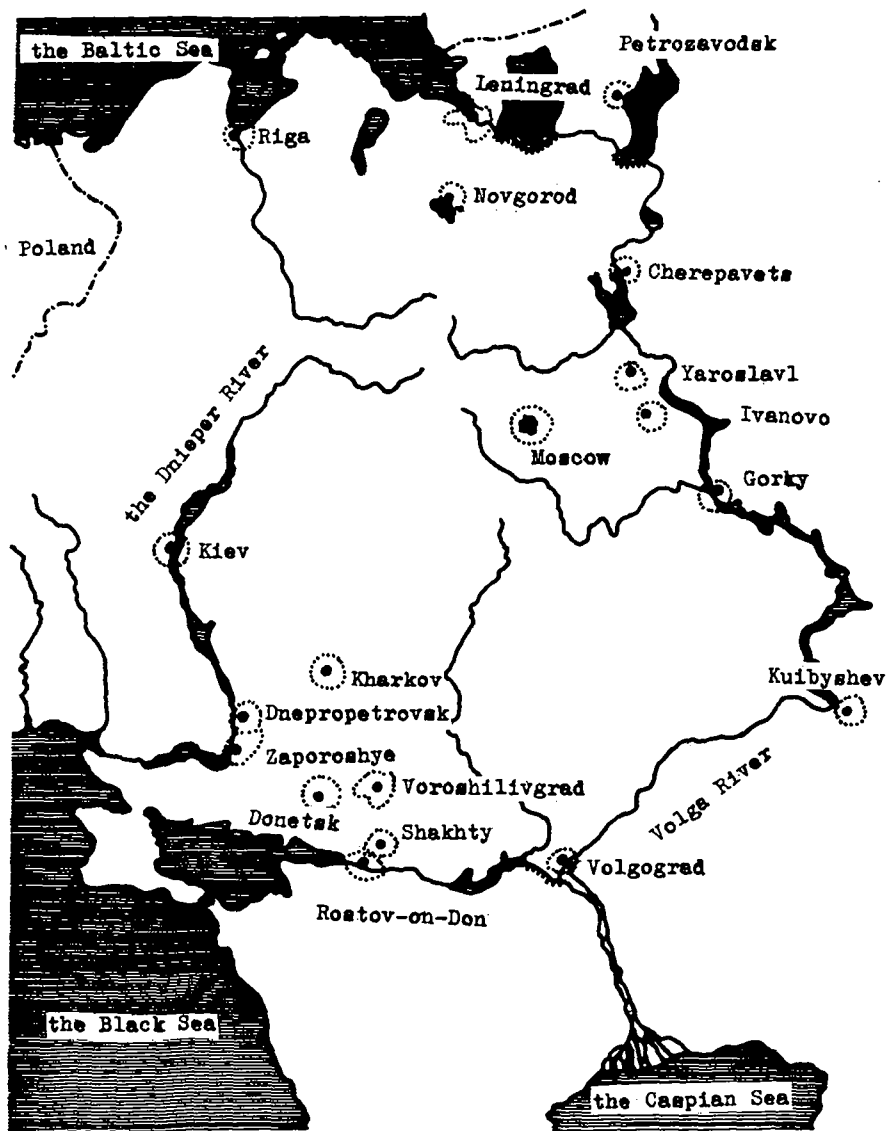 the Baltic Sea
Petrozavodsk
Leningrad
Riga
Novgorod
Poland
Cherepavets
Yaroslavl
the Dnieper River
Ivanovo
Moscow
Gorky
Kiev
Kharkov
Kuibyshev
Dnepropetrovsk
Zaporoshye
Voroshilivgrad
Volga River
Donetsk
Shakhty
Volgograd
Rostov-on-Don
the Black Sea
the Caspian Sea